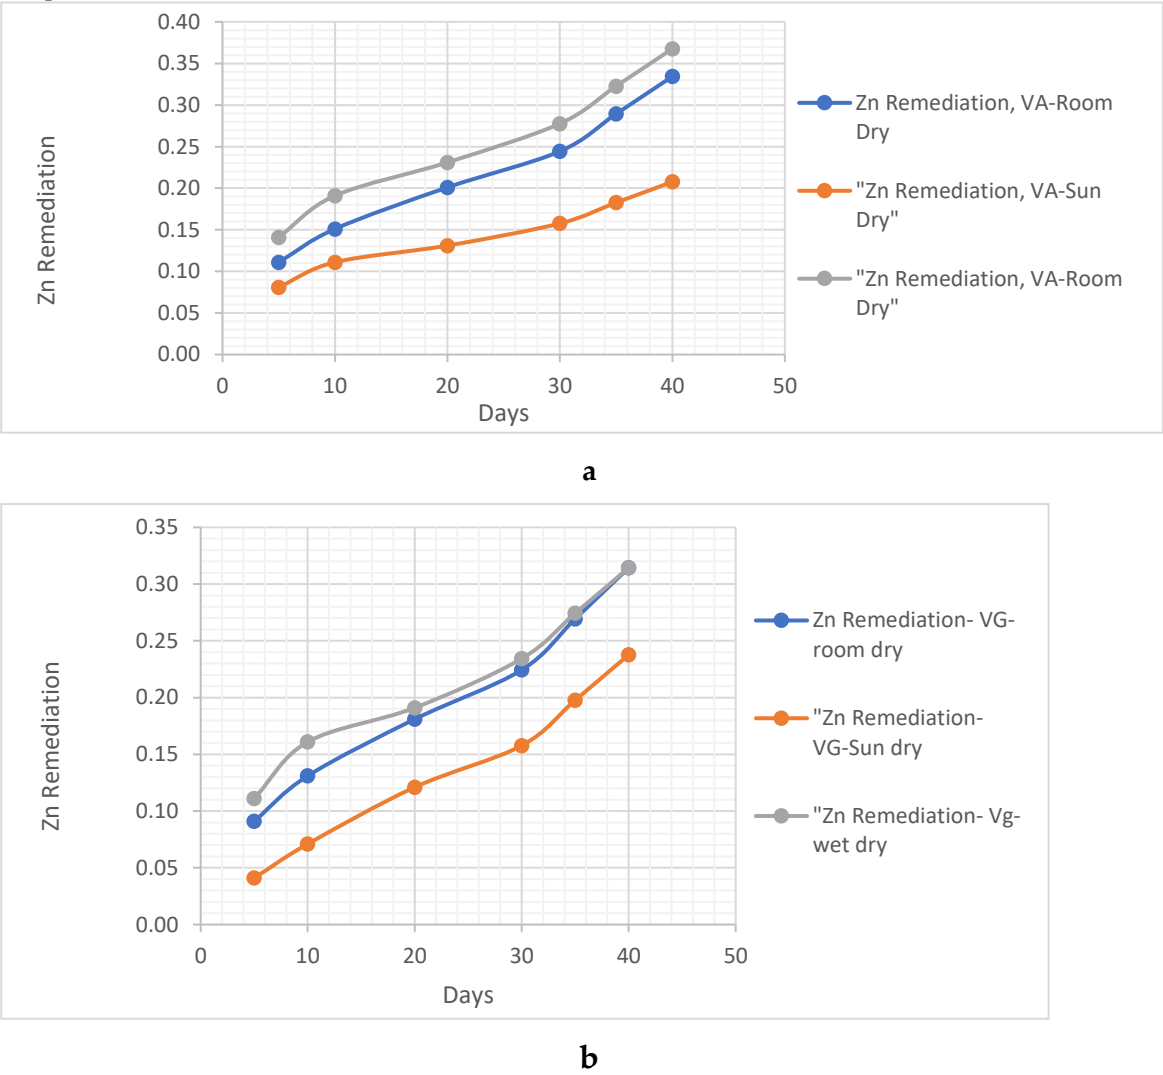 0.40
0.35
0.30
0.25
0.20
0.15
0.10
0.05
0.00
Zn Remediation
0
10
20
30
40
50
Days
Zn Remediation, VA-Room
Dry
"Zn Remediation, VA-Sun
Dry"
"Zn Remediation, VA-Room
Dry"
a
0.35
0.30
0.25
0.20
0.15
0.10
0.05
0.00
Zn Remediation
0
10
20
30
40
50
Days
Zn Remediation- VG-
room dry
"Zn Remediation-
VG-Sun dry
"Zn Remediation- Vg-
wet dry
b